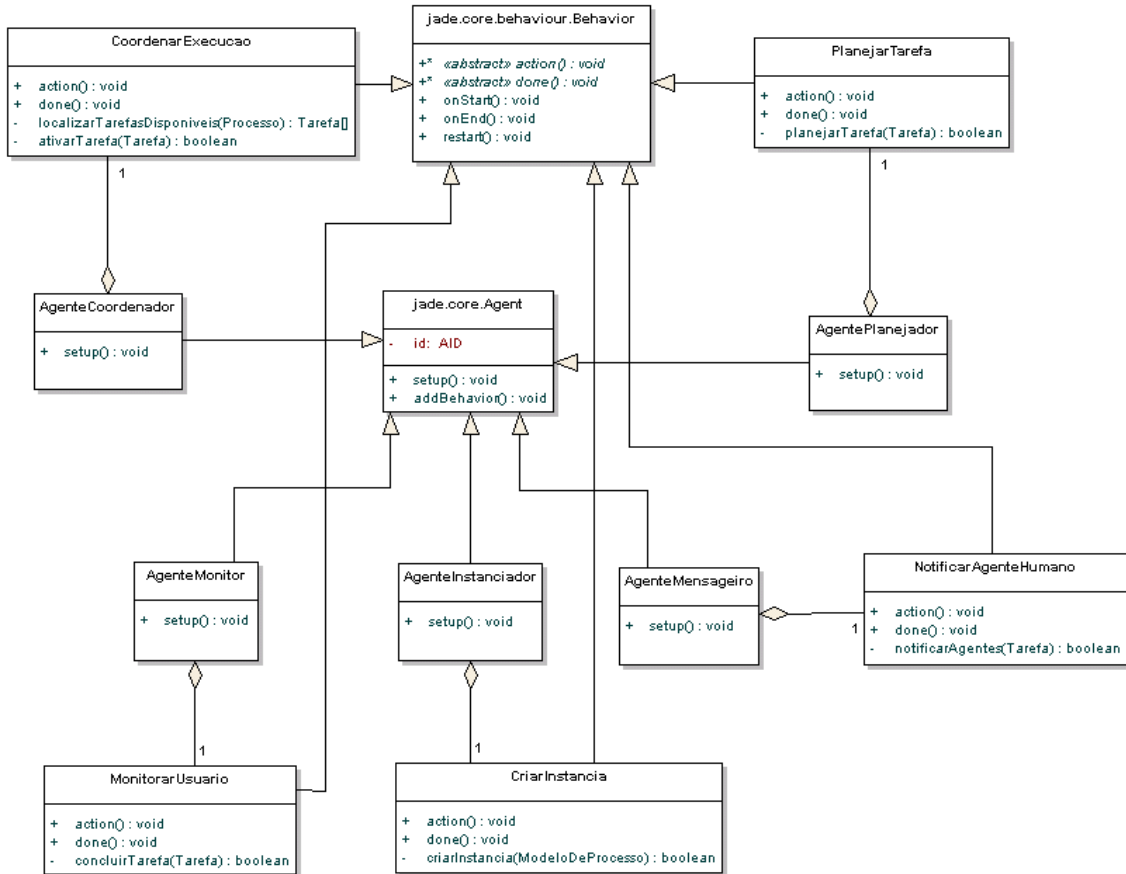 CoordenarExecucao
+ action() : void
+ done() : void
- localizarTarefasDisponiveis(Processo) : Tarefa[]
- ativarTarefa(Tarefa) : boolean
jade.core.behaviour.Behavior
+* «abstract» action() : void
+* «abstract» done() : void
+ onStart() : void
+ onEnd() : void
+ restart() : void
PlanejarTarefa
+ action() : void
+ done() : void
- planejarTarefa(Tarefa) : boolean
1
1
AgenteCoordenador
+ setup() : void
jade.core.Agent
- id: AID
+ setup() : void
+ addBehavior() : void
AgentePlanejador
+ setup() : void
AgenteMonitor
+ setup() : void
AgenteInstanciador
+ setup() : void
AgenteMensageiro
+ setup() : void
1
NotificarAgenteHumano
+ action() : void
+ done() : void
- notificarAgentes(Tarefa) : boolean
1
1
MonitorarUsuario
+ action() : void
+ done() : void
- concluirTarefa(Tarefa) : boolean
CriarInstancia
+ action() : void
+ done() : void
- criarInstancia(ModeloDeProcesso) : boolean